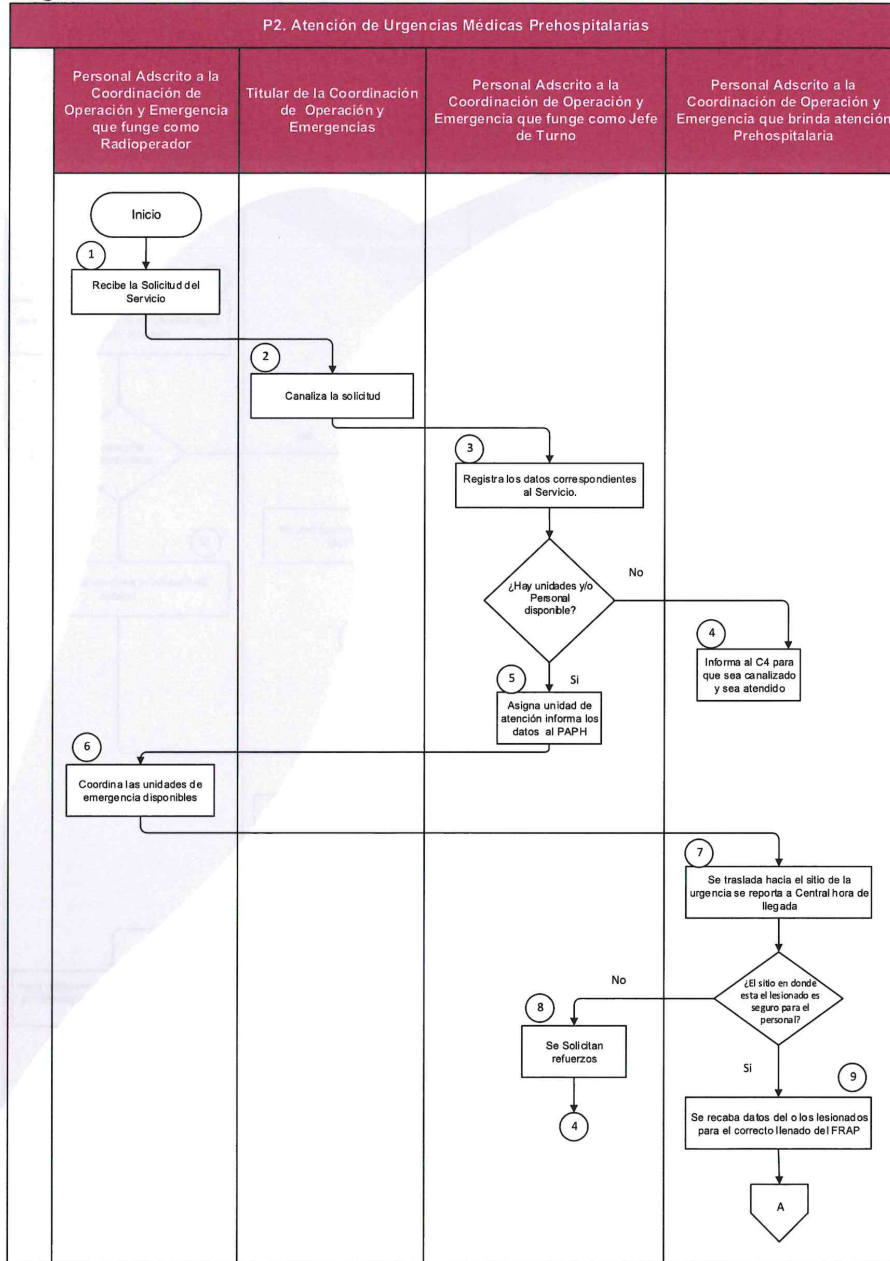 P2. Atención de Urgencias Médicas Prehospitalarias
Personal Adscrito a la
Coordinación de
Operación y Emergencia
que funge como
Radioperador
Titular de la Coordinación
de Operación y
Emergencias
Personal Adscrito a la
Coordinación de Operación y
Emergencia que funge como Jefe
de Turno
Personal Adscrito a la
Coordinación de Operación y
Emergencia que brinda atención
Prehospitalaria
Inicio
1
Recibe la Solicitud del
Servicio
2
Canaliza la solicitud
3
Registra los datos correspondientes
al Servicio.
¿Hay unidades y/o
Personal
disponible?
No
4
Informa al C4 para
que sea canalizado
y sea atendido
Si
5
Asigna unidad de
atención informa los
datos al PAPH
6
Coordina las unidades de
emergencia disponibles
7
Se traslada hacia el sitio de la
urgencia se reporta a Central hora de
llegada
¿El sitio en donde
esta el lesionado es
seguro para el
personal?
No
8
Se Solicitan
refuerzos
4
Si
9
Se recaba datos del o los lesionados
para el correcto llenado del FRAP
A